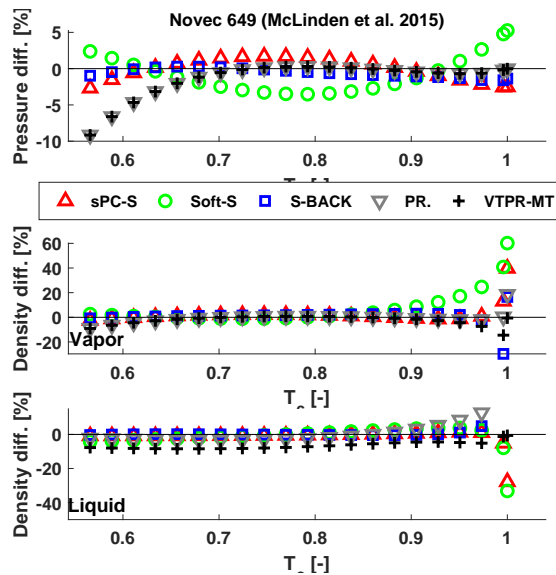 Novec 649 (McLinden et al. 2015)
Pressure diff. [%]
5
0
-5
-10
0.6
0.7
0.8
0.9
1
sPC-S
Soft-S
S-BACK
PR.
VTPR-MT
Density diff. [%]
60
40
20
0
-20
Vapor
0.6
0.7
0.8
0.9
1
T [-]
Density diff. [%]
0
-20
-40
Liquid
0.6
0.7
0.8
0.9
1